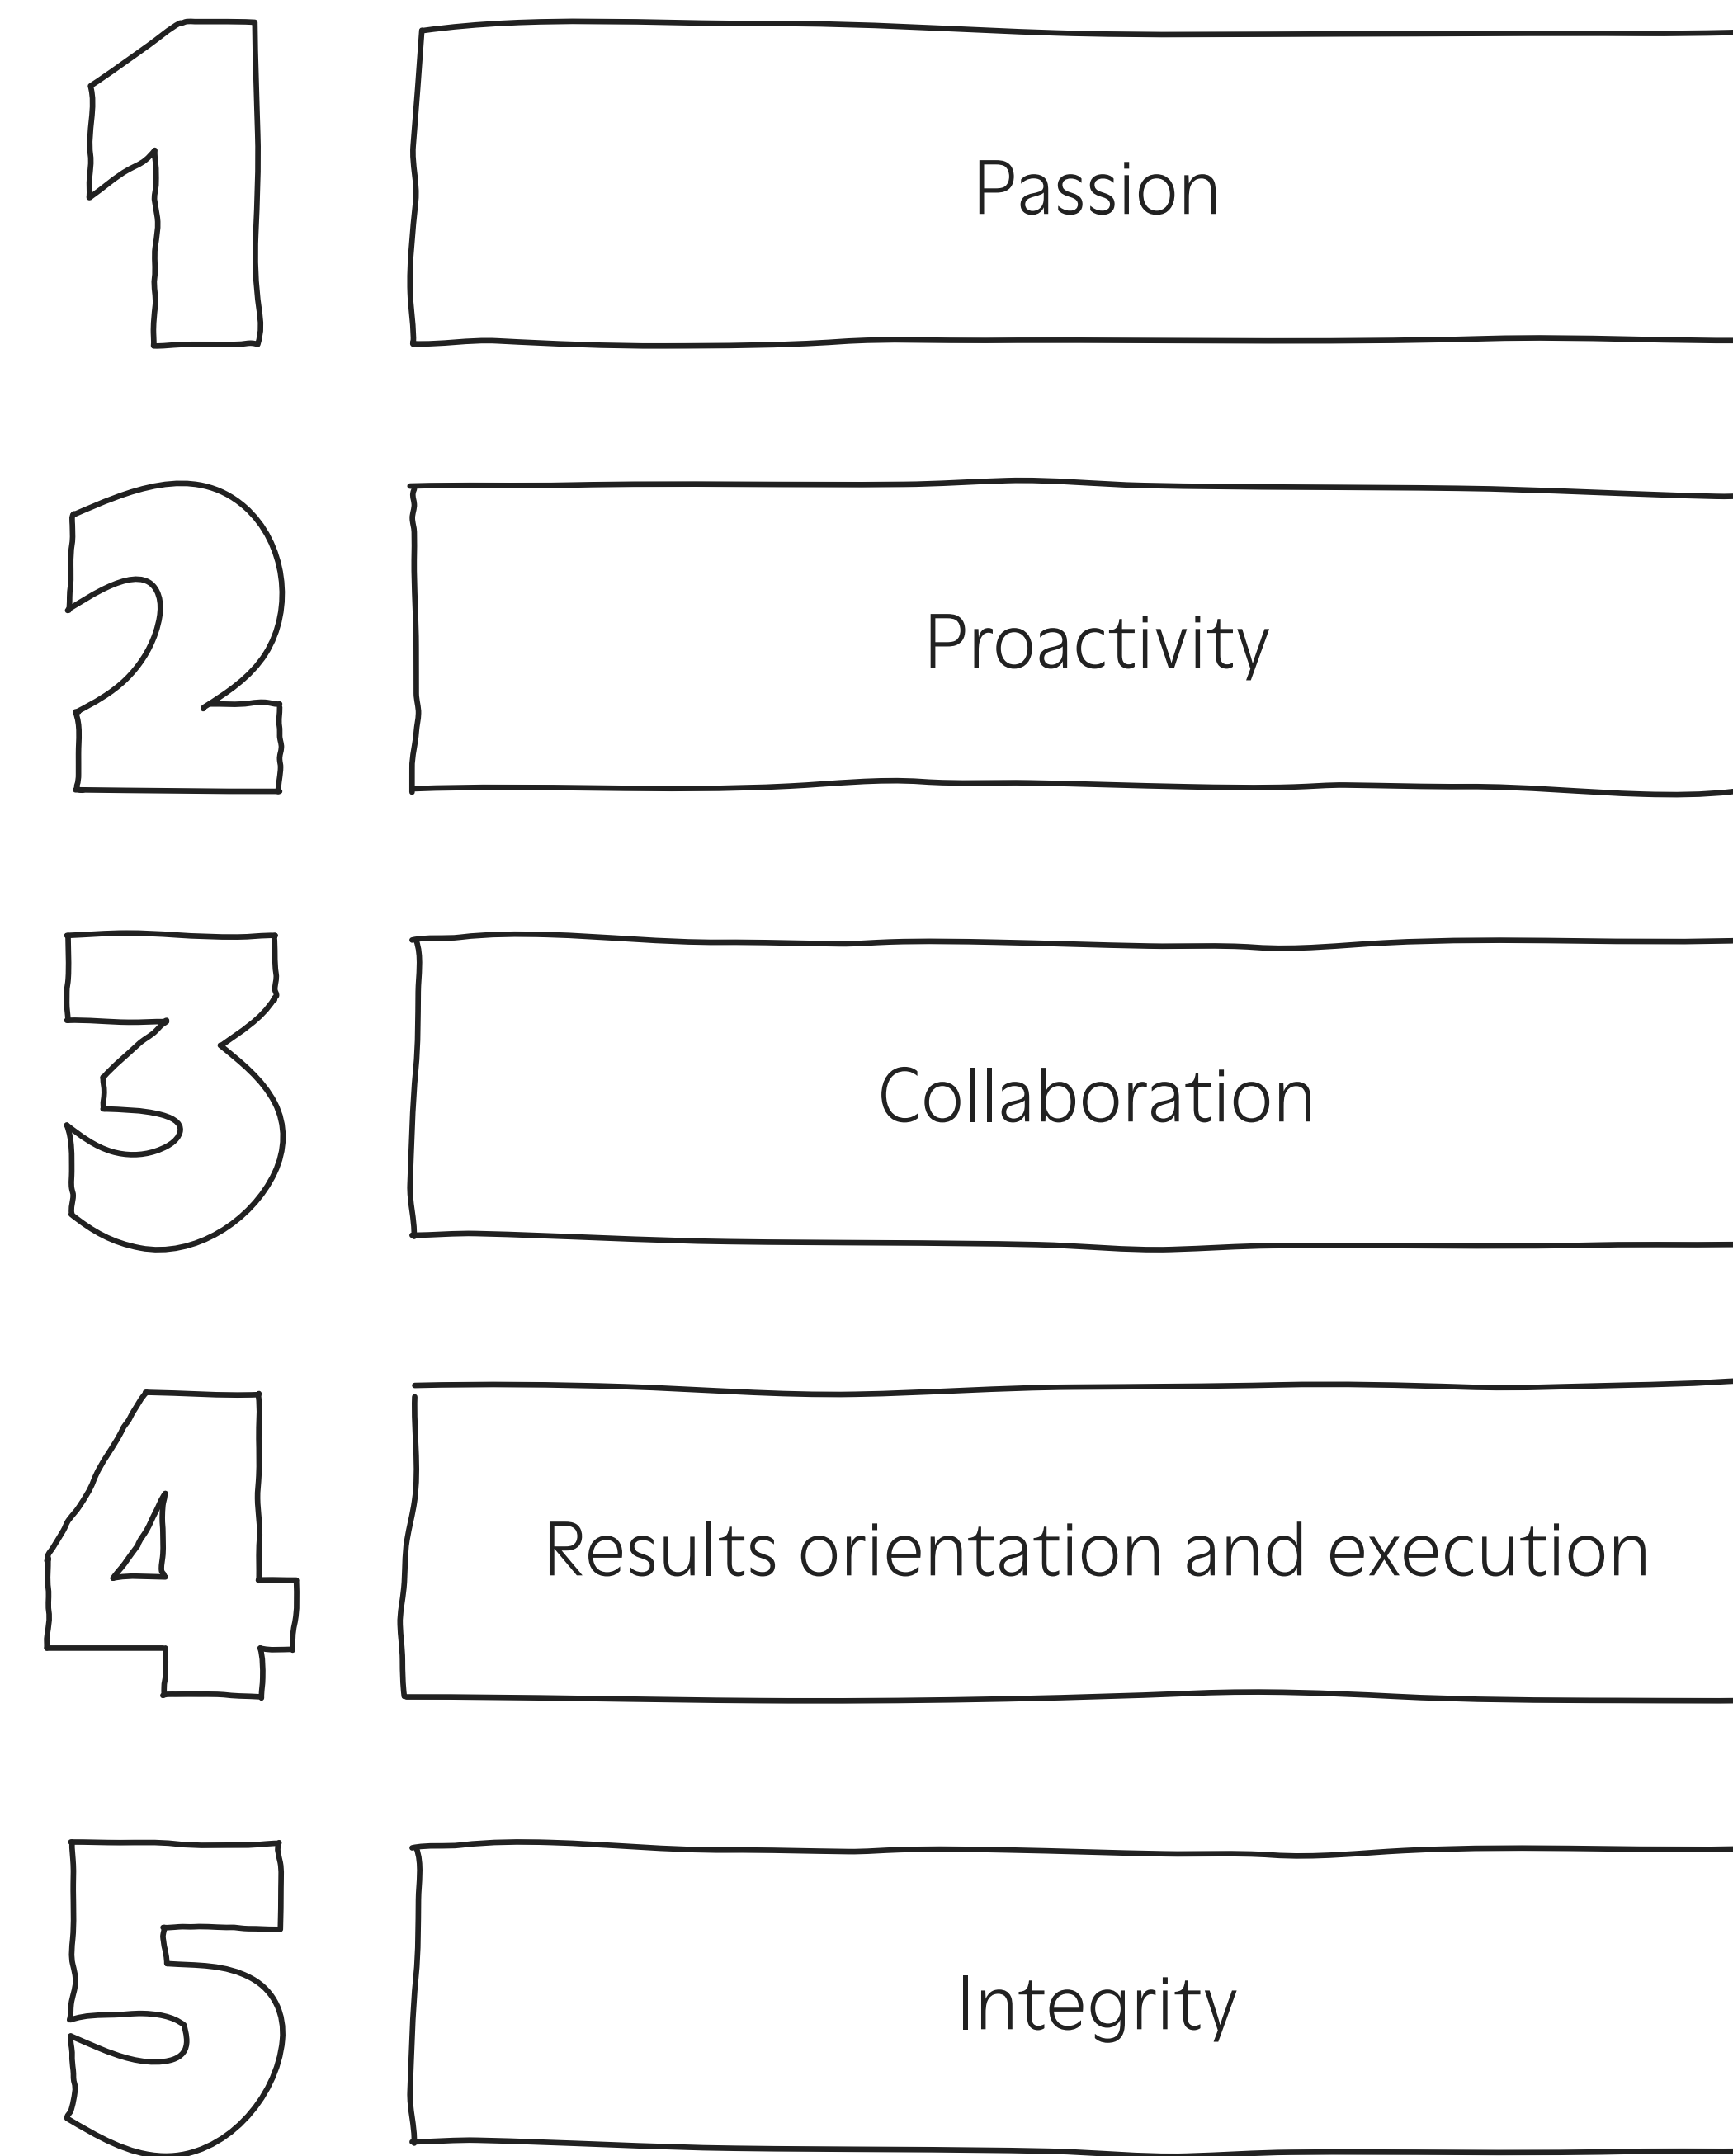 1 Passion
2 Proactivity
3 Collaboration
4 Results orientation and execution
5 Integrity